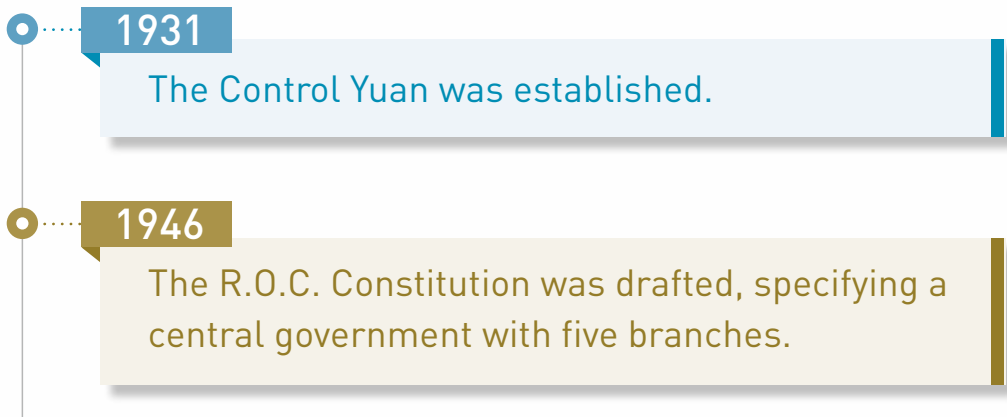 1931
The Control Yuan was established.
1946
The R.O.C. Constitution was drafted, specifying a
central government with five branches.